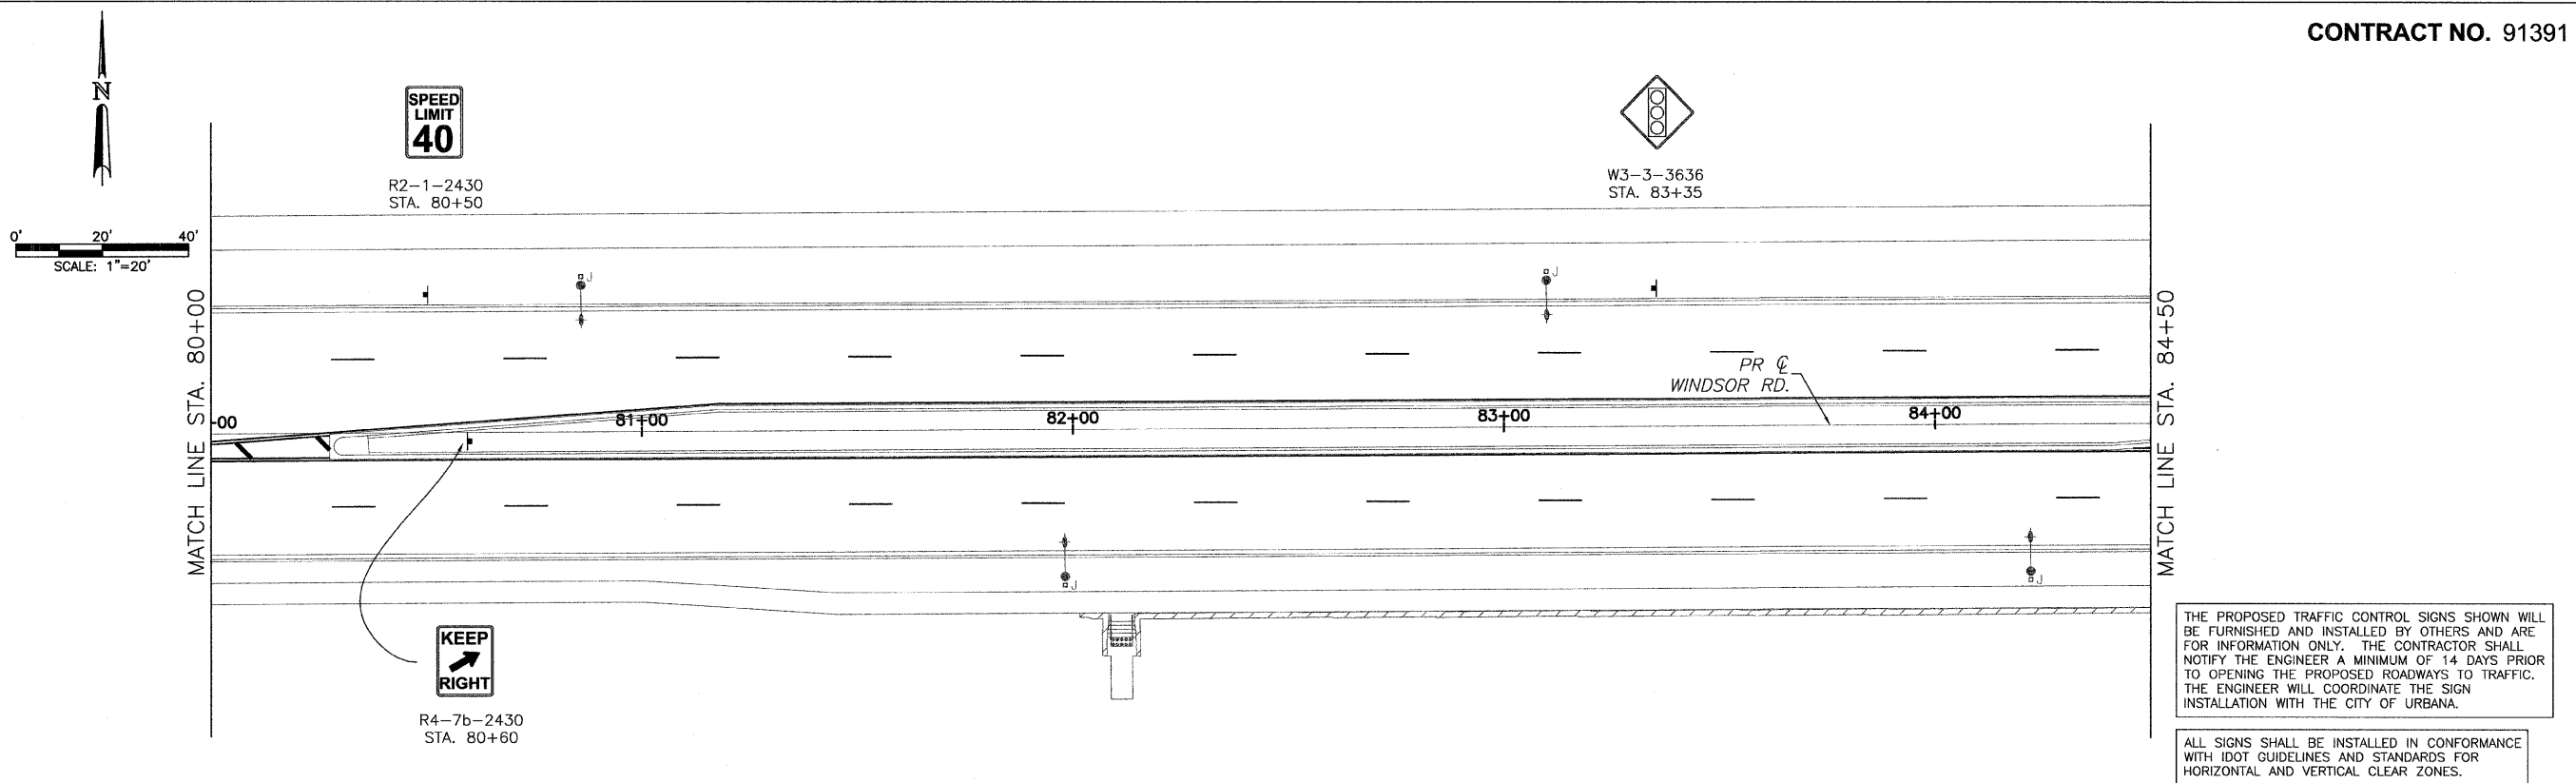 CONTRACT NO. 91391
N
SPEED
LIMIT
40
R2-1-2430
STA. 80+50
W3-3-3636
STA. 83+35
0' 20' 40'
SCALE: 1"=20'
J
J
MATCH LINE STA. 80+00
MATCH LINE STA. 84+50
PR ℄
WINDSOR RD.
-00
81+00
82+00
83+00
84+00
J
J
KEEP
RIGHT
R4-7b-2430
STA. 80+60
THE PROPOSED TRAFFIC CONTROL SIGNS SHOWN WILL
BE FURNISHED AND INSTALLED BY OTHERS AND ARE
FOR INFORMATION ONLY. THE CONTRACTOR SHALL
NOTIFY THE ENGINEER A MINIMUM OF 14 DAYS PRIOR
TO OPENING THE PROPOSED ROADWAYS TO TRAFFIC.
THE ENGINEER WILL COORDINATE THE SIGN
INSTALLATION WITH THE CITY OF URBANA.
ALL SIGNS SHALL BE INSTALLED IN CONFORMANCE
WITH IDOT GUIDELINES AND STANDARDS FOR
HORIZONTAL AND VERTICAL CLEAR ZONES.